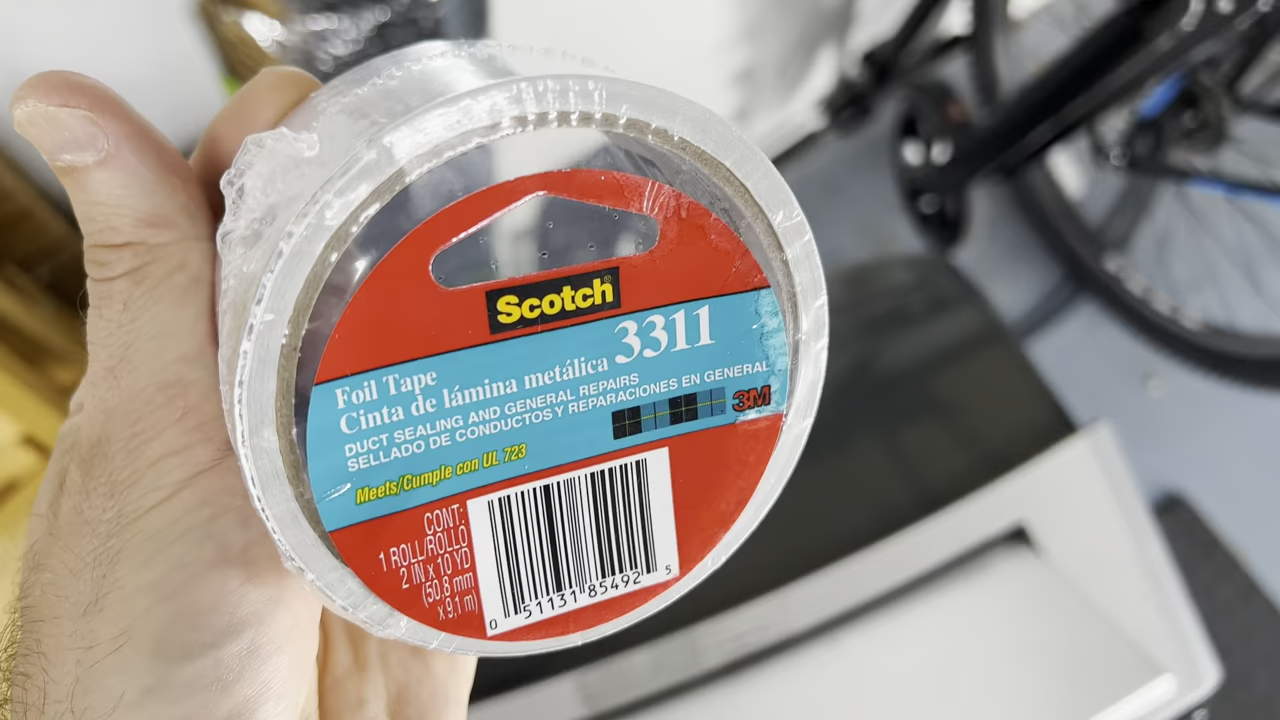 Scotch®
3311
Foil Tape
Cinta de lámina metálica
DUCT SEALING AND GENERAL REPAIRS
SELLADO DE CONDUCTOS Y REPARACIONES EN GENERAL
3M
Meets/Cumple con UL 723
CONT:
1 ROLL/ROLLO
2 IN x 10 YD
(50,8 mm
x 9,1 m)
0 51131 85492 5